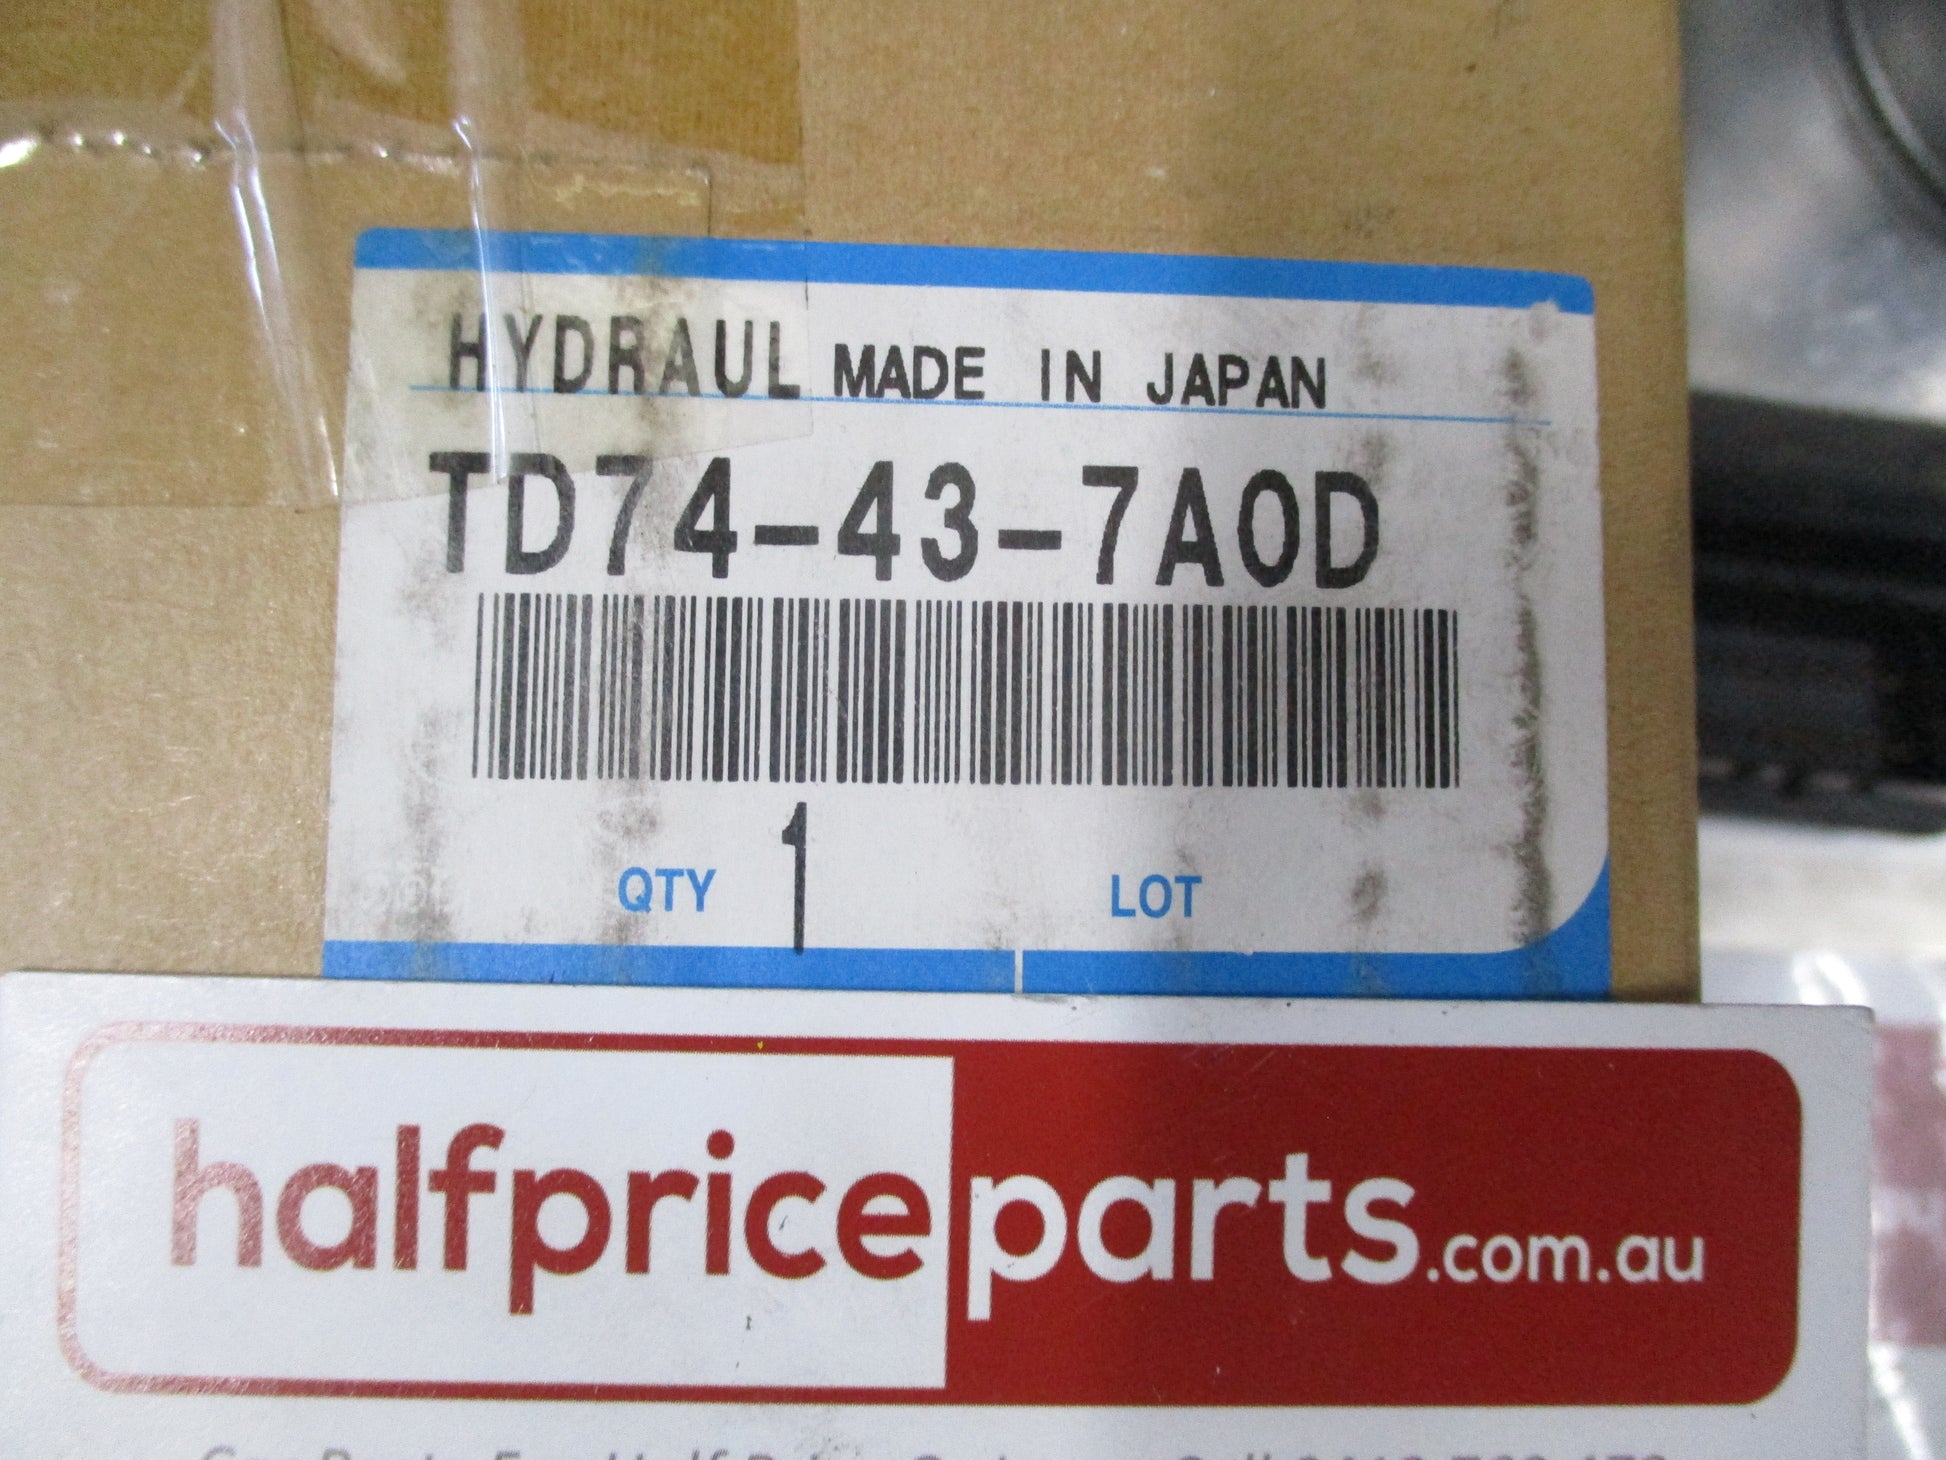 HYDRAUL MADE IN JAPAN
TD74-43-7A0D
QTY 1 LOT
halfpriceparts.com.au